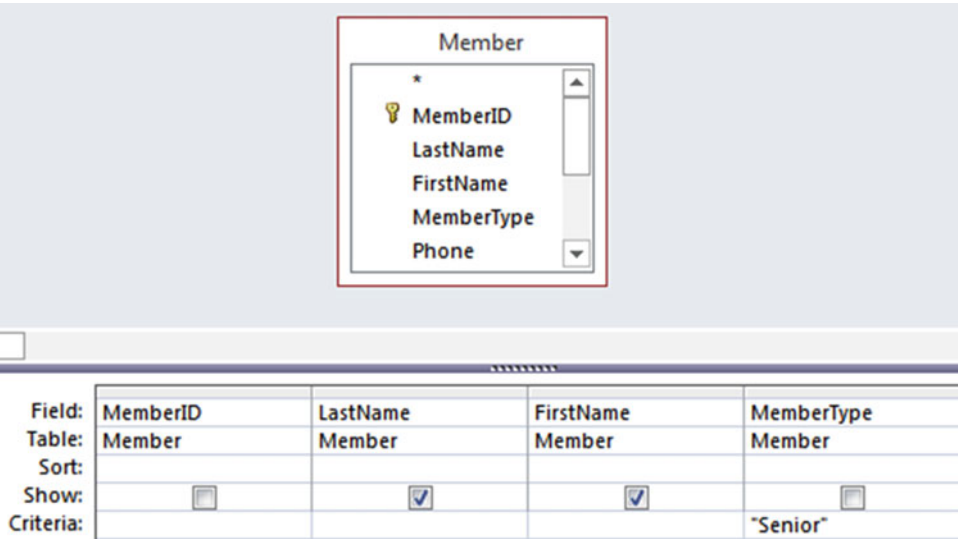 Member
*
MemberID
LastName
FirstName
MemberType
Phone
Field: MemberID LastName FirstName MemberType
Table: Member Member Member Member
Sort:
Show:
Criteria: "Senior"